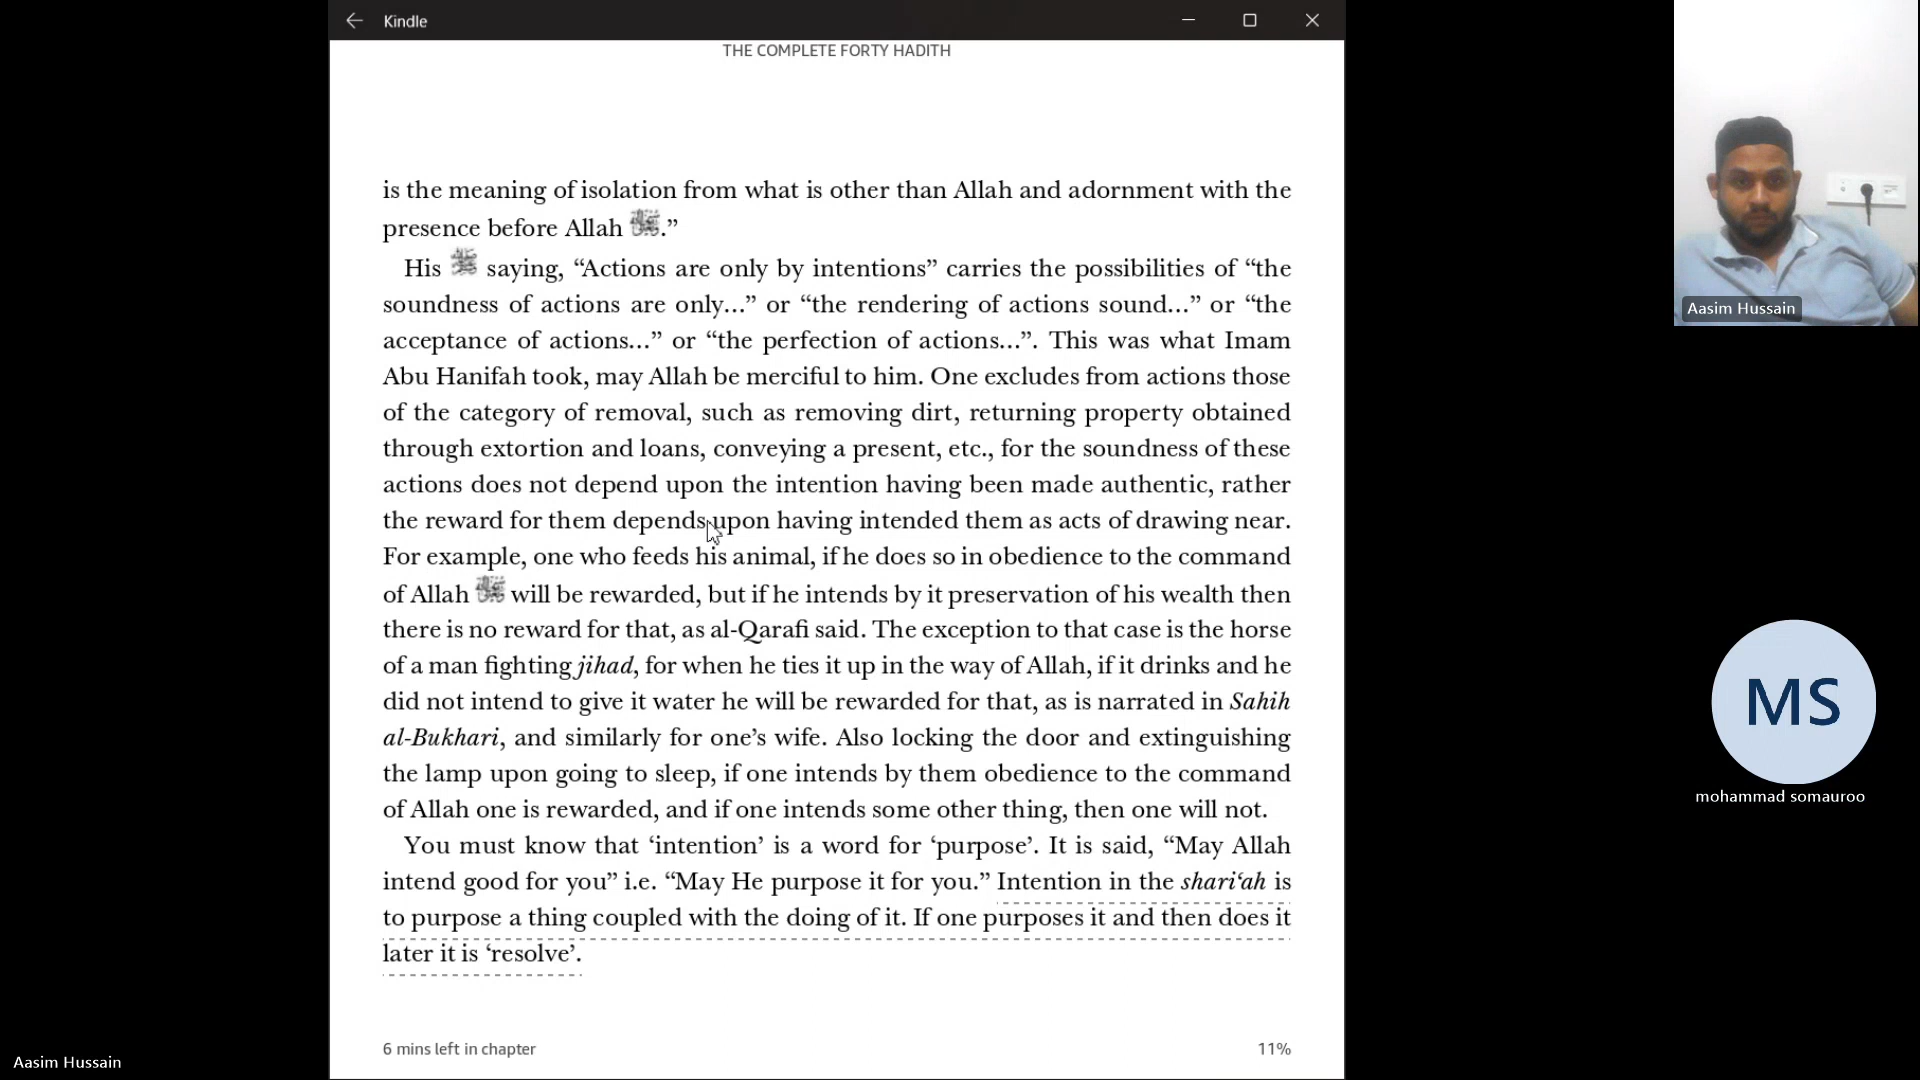 Kindle
THE COMPLETE FORTY HADITH
is the meaning of isolation from what is other than Allah and adornment with the
presence before Allah ﷻ.”
His ﷺ saying, “Actions are only by intentions” carries the possibilities of “the
soundness of actions are only…” or “the rendering of actions sound…” or “the
acceptance of actions…” or “the perfection of actions…”. This was what Imam
Abu Hanifah took, may Allah be merciful to him. One excludes from actions those
of the category of removal, such as removing dirt, returning property obtained
through extortion and loans, conveying a present, etc., for the soundness of these
actions does not depend upon the intention having been made authentic, rather
the reward for them depends upon having intended them as acts of drawing near.
For example, one who feeds his animal, if he does so in obedience to the command
of Allah ﷻ will be rewarded, but if he intends by it preservation of his wealth then
there is no reward for that, as al-Qarafi said. The exception to that case is the horse
of a man fighting jihad, for when he ties it up in the way of Allah, if it drinks and he
did not intend to give it water he will be rewarded for that, as is narrated in Sahih
al-Bukhari, and similarly for one’s wife. Also locking the door and extinguishing
the lamp upon going to sleep, if one intends by them obedience to the command
of Allah one is rewarded, and if one intends some other thing, then one will not.
You must know that ‘intention’ is a word for ‘purpose’. It is said, “May Allah
intend good for you” i.e. “May He purpose it for you.” Intention in the shari‘ah is
to purpose a thing coupled with the doing of it. If one purposes it and then does it
later it is ‘resolve’.
6 mins left in chapter
11%
Aasim Hussain
MS
mohammad somauroo
Aasim Hussain